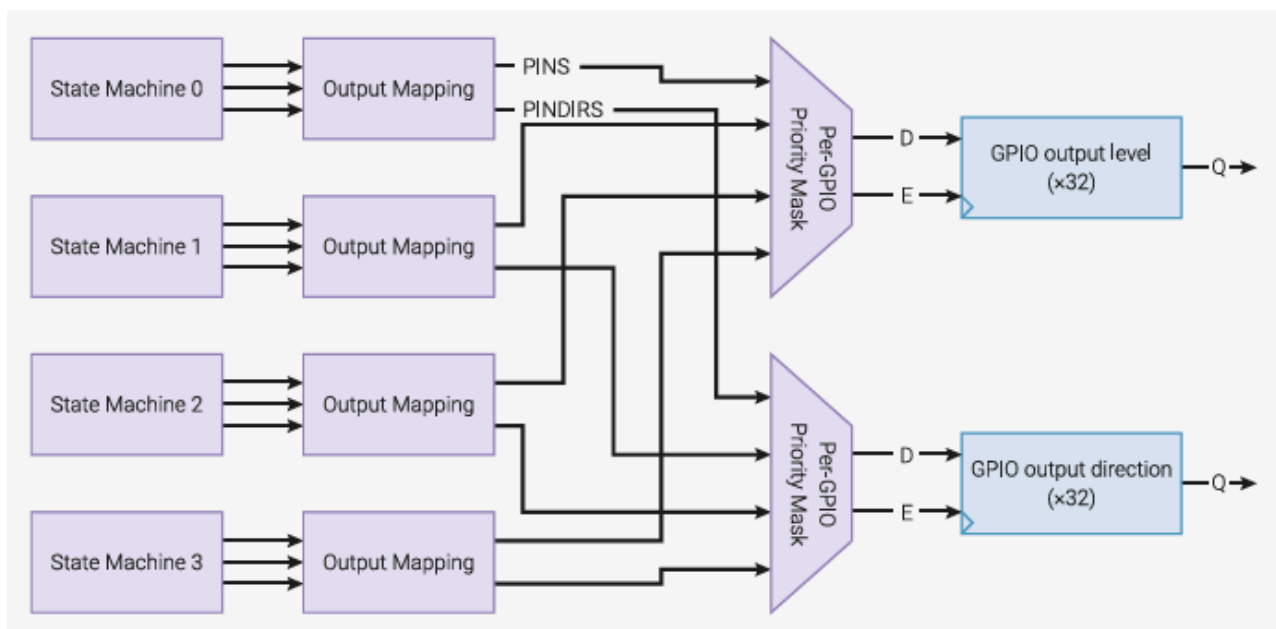 State Machine 0
Output Mapping
PINS
PINDIRS
Per-GPIO
Priority Mask
D
E
GPIO output level
(×32)
Q
State Machine 1
Output Mapping
State Machine 2
Output Mapping
Per-GPIO
Priority Mask
D
E
GPIO output direction
(×32)
Q
State Machine 3
Output Mapping